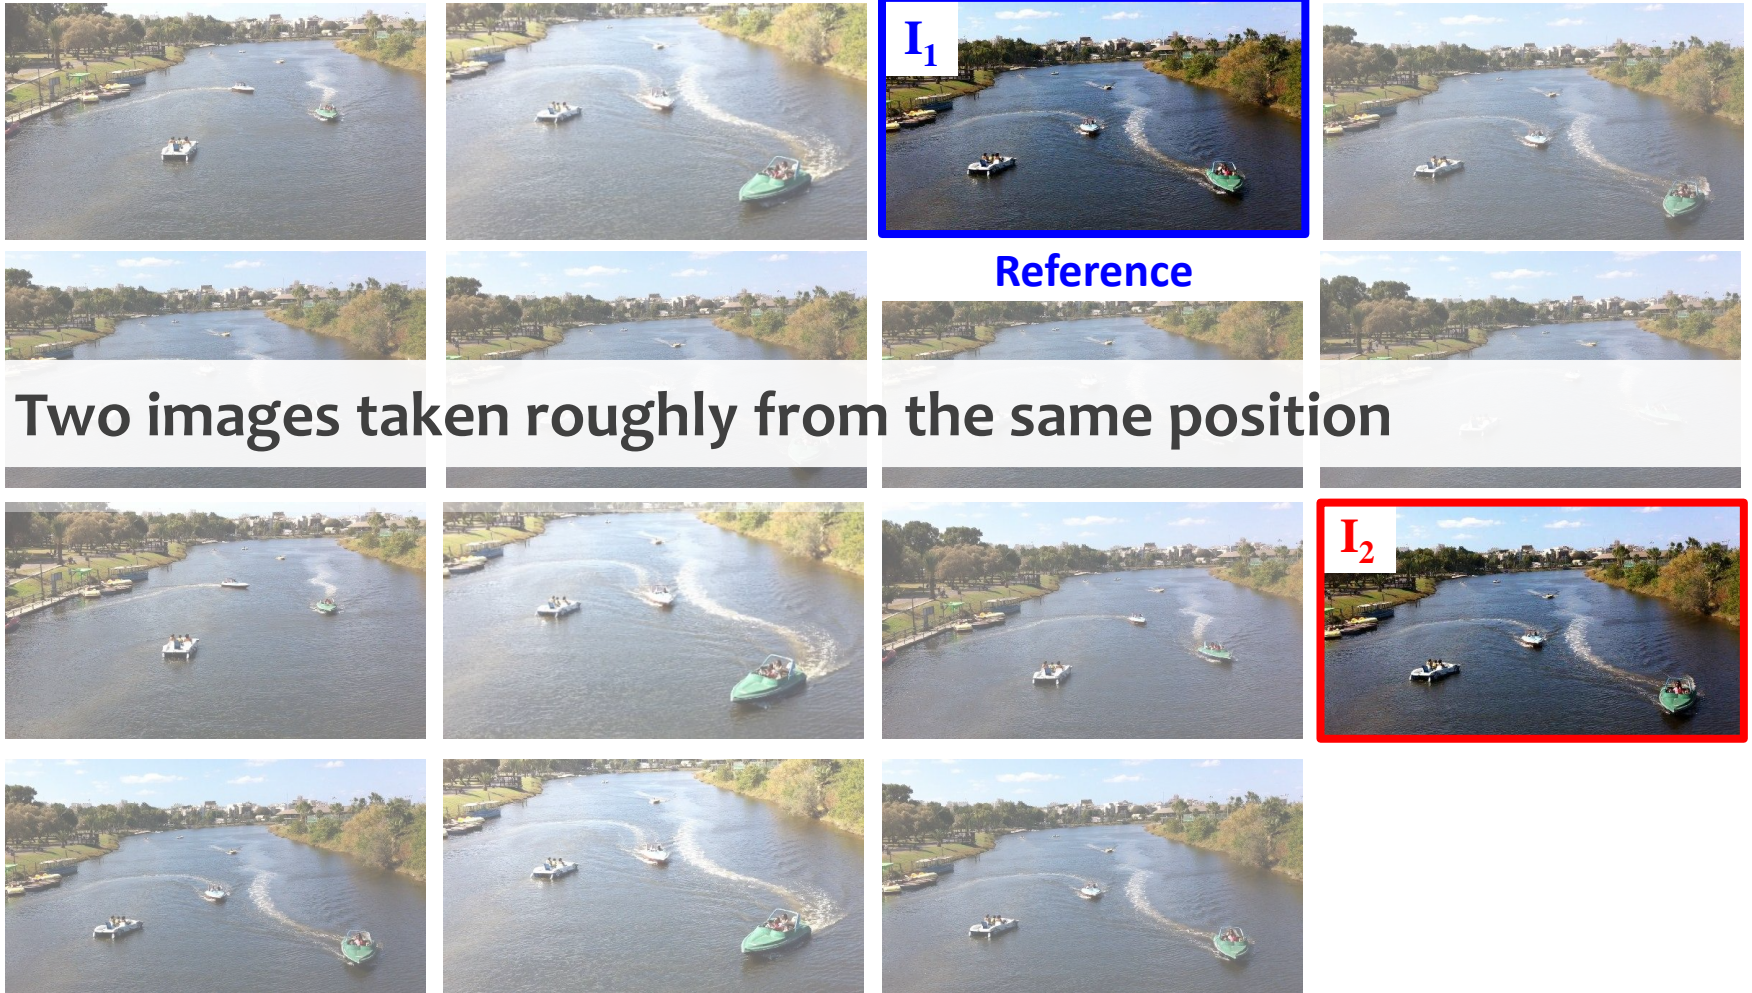 I₁
Reference
Two images taken roughly from the same position
I₂